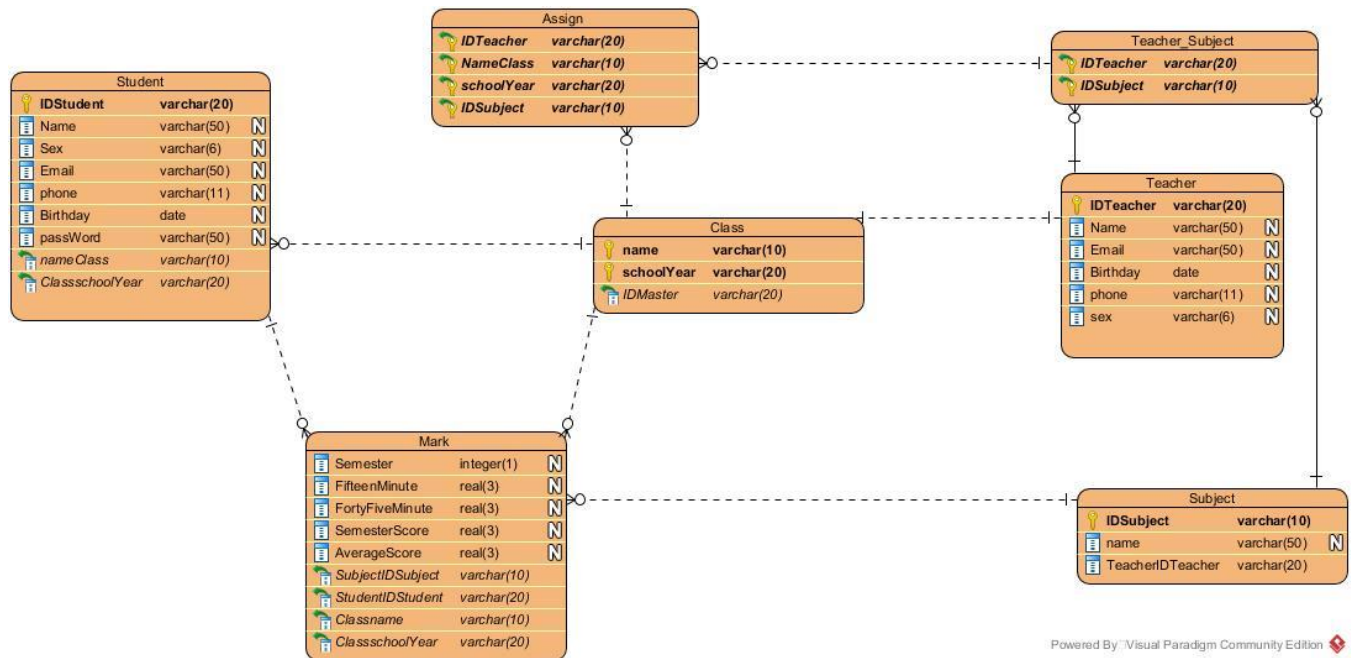 Assign
IDTeacher varchar(20)
NameClass varchar(10)
schoolYear varchar(20)
IDSubject varchar(10)
Teacher_Subject
IDTeacher varchar(20)
IDSubject varchar(10)
Student
IDStudent varchar(20)
Name varchar(50) N
Sex varchar(6) N
Email varchar(50) N
phone varchar(11) N
Birthday date N
passWord varchar(50) N
nameClass varchar(10)
ClassschoolYear varchar(20)
Teacher
IDTeacher varchar(20)
Name varchar(50) N
Email varchar(50) N
Birthday date N
phone varchar(11) N
sex varchar(6) N
Class
name varchar(10)
schoolYear varchar(20)
IDMaster varchar(20)
Mark
Semester integer(1) N
FifteenMinute real(3) N
FortyFiveMinute real(3) N
SemesterScore real(3) N
AverageScore real(3) N
SubjectIDSubject varchar(10)
StudentIDStudent varchar(20)
Classname varchar(10)
ClassschoolYear varchar(20)
Subject
IDSubject varchar(10)
name varchar(50) N
TeacherIDTeacher varchar(20)
Powered By Visual Paradigm Community Edition